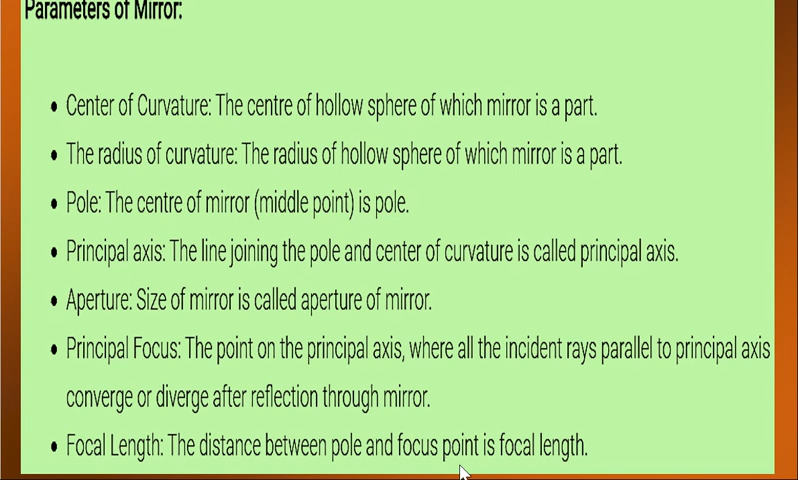 Parameters of Mirror:
• Center of Curvature: The centre of hollow sphere of which mirror is a part.
• The radius of curvature: The radius of hollow sphere of which mirror is a part.
• Pole: The centre of mirror (middle point) is pole.
• Principal axis: The line joining the pole and center of curvature is called principal axis.
• Aperture: Size of mirror is called aperture of mirror.
• Principal Focus: The point on the principal axis, where all the incident rays parallel to principal axis
converge or diverge after reflection through mirror.
• Focal Length: The distance between pole and focus point is focal length.